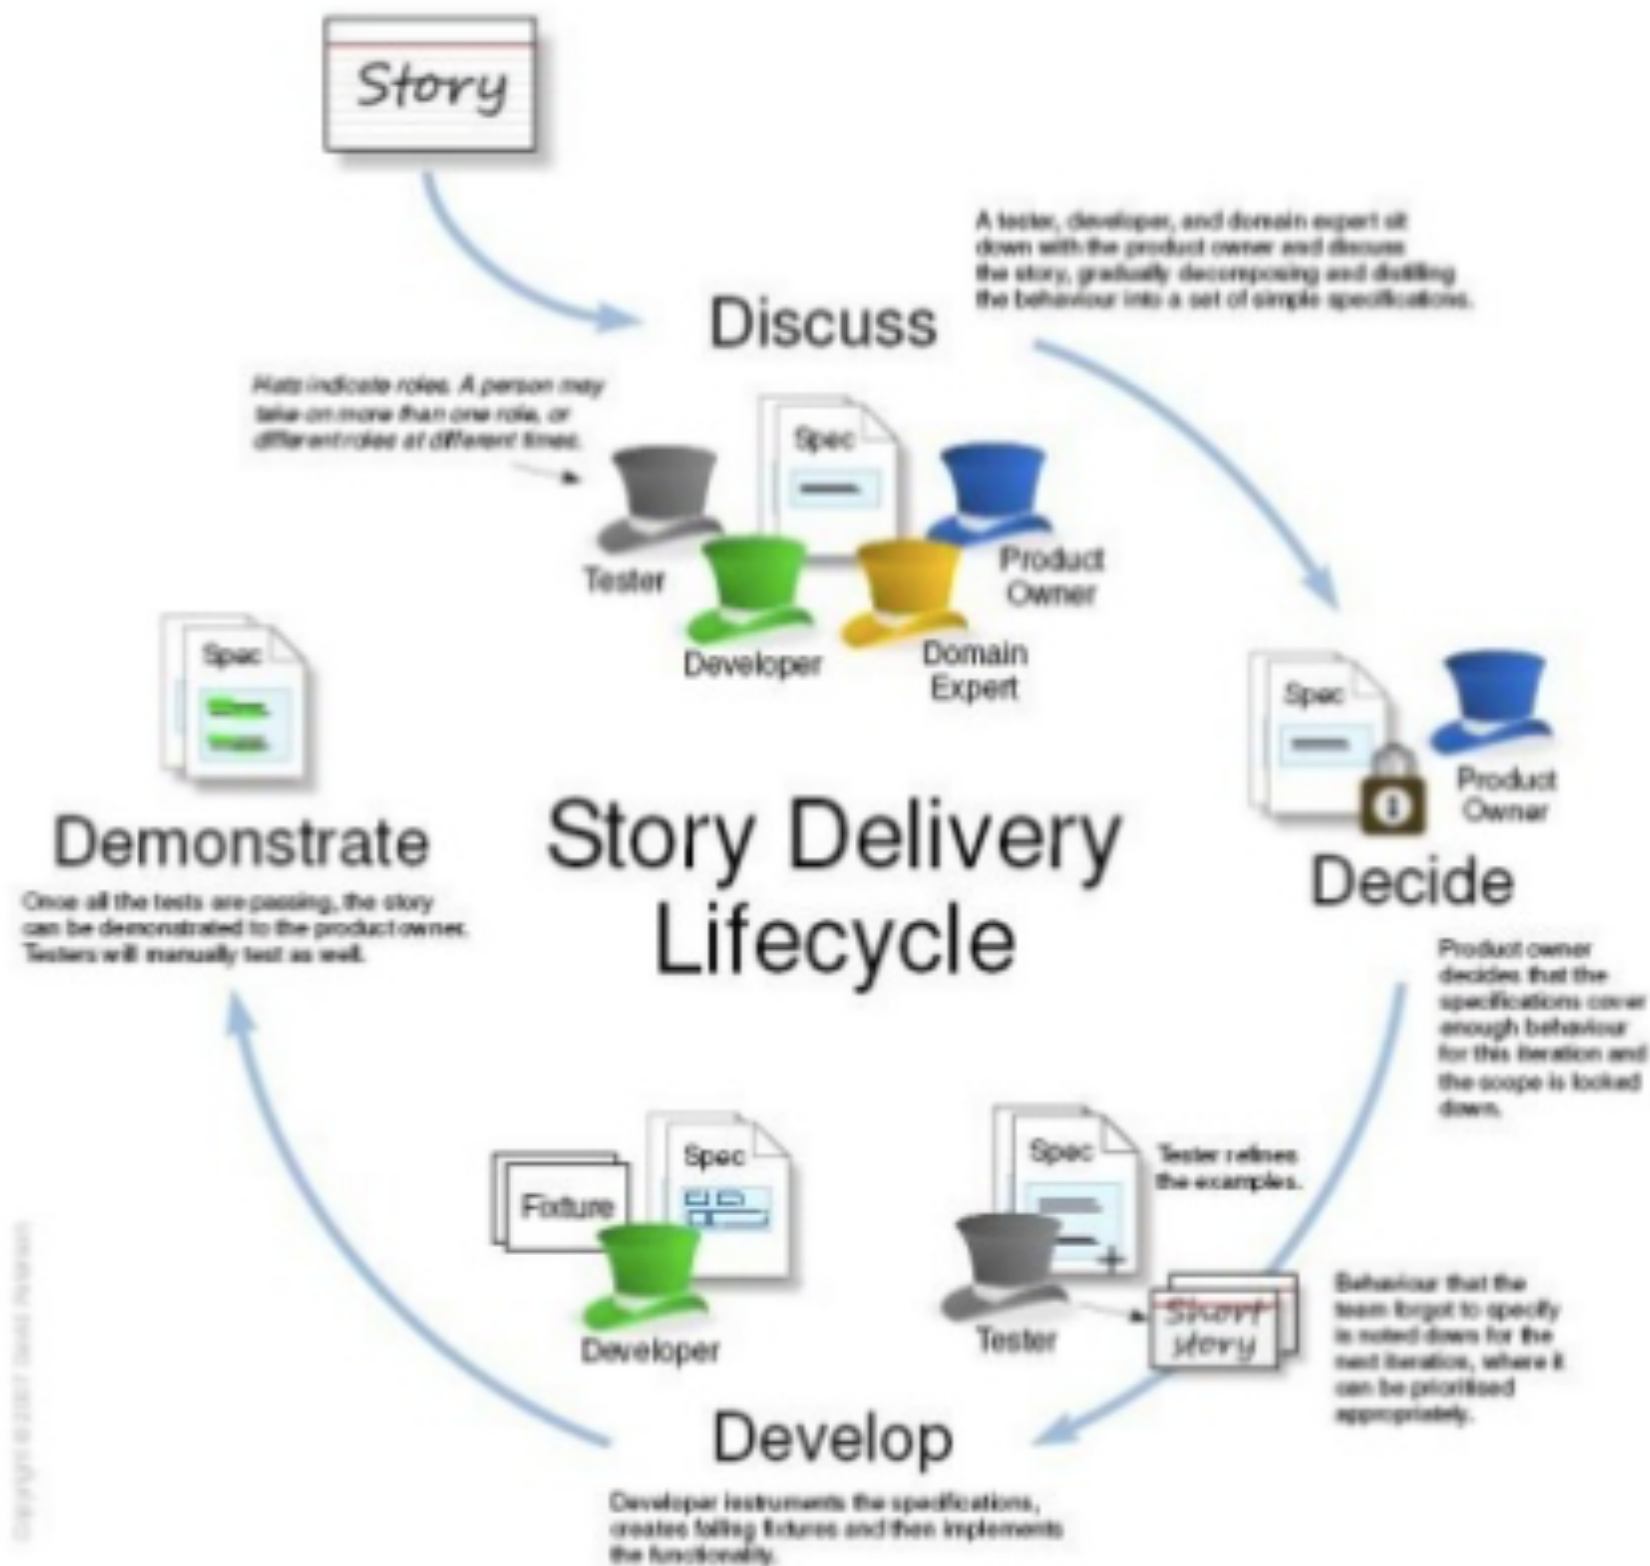 Story
A tester, developer, and domain expert sit
down with the product owner and discuss
the story, gradually decomposing and distilling
the behaviour into a set of simple specifications.
Discuss
Hats indicate roles. A person may
take on more than one role, or
different roles at different times.
Spec
Tester
Developer
Domain
Expert
Product
Owner
Spec
Product
Owner
Decide
Product owner
decides that the
specifications cover
enough behaviour
for this iteration and
the scope is locked
down.
Story Delivery
Lifecycle
Spec
Demonstrate
Once all the tests are passing, the story
can be demonstrated to the product owner.
Testers will manually test as well.
Spec
Tester refines
the examples.
Tester
Short
story
Behaviour that the
team forgot to specify
is noted down for the
next iteration, where it
can be prioritised
appropriately.
Fixture
Spec
Developer
Develop
Developer instruments the specifications,
creates failing fixtures and then implements
the functionality.
Copyright © 2007 David Peterson